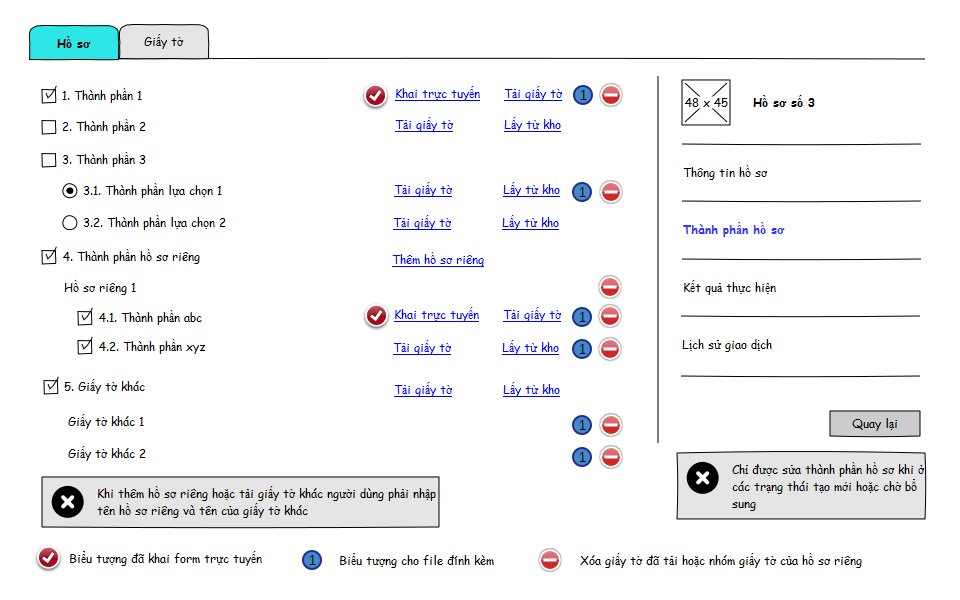 Hồ sơ
Giấy tờ
1. Thành phần 1
Khai trực tuyến
Tải giấy tờ
1
2. Thành phần 2
Tải giấy tờ
Lấy từ kho
3. Thành phần 3
3.1. Thành phần lựa chọn 1
Tải giấy tờ
Lấy từ kho
1
3.2. Thành phần lựa chọn 2
Tải giấy tờ
Lấy từ kho
4. Thành phần hồ sơ riêng
Thêm hồ sơ riêng
Hồ sơ riêng 1
4.1. Thành phần abc
Khai trực tuyến
Tải giấy tờ
1
4.2. Thành phần xyz
Tải giấy tờ
Lấy từ kho
1
5. Giấy tờ khác
Tải giấy tờ
Lấy từ kho
Giấy tờ khác 1
1
Giấy tờ khác 2
1
Khi thêm hồ sơ riêng hoặc tải giấy tờ khác người dùng phải nhập
tên hồ sơ riêng và tên của giấy tờ khác
48 x 45
Hồ sơ số 3
Thông tin hồ sơ
Thành phần hồ sơ
Kết quả thực hiện
Lịch sử giao dịch
Quay lại
Chỉ được sửa thành phần hồ sơ khi ở
các trạng thái tạo mới hoặc chờ bổ
sung
Biểu tượng đã khai form trực tuyến
1
Biểu tượng cho file đính kèm
Xóa giấy tờ đã tải hoặc nhóm giấy tờ của hồ sơ riêng